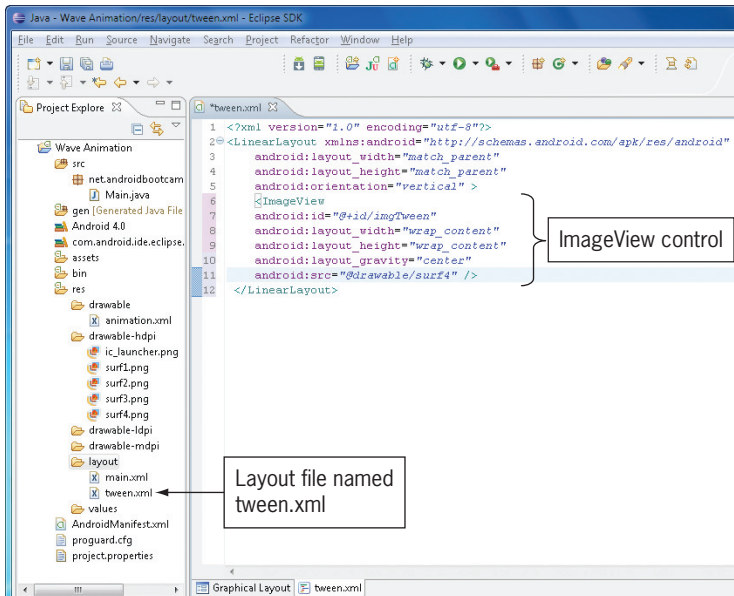 Java - Wave Animation/res/layout/tween.xml - Eclipse SDK
File Edit Run Source Navigate Search Project Refactor Window Help
Project Explore
*tween.xml
Wave Animation
src
net.androidbootcam
Main.java
gen [Generated Java File
Android 4.0
com.android.ide.eclipse.
assets
bin
res
drawable
animation.xml
drawable-hdpi
ic_launcher.png
surf1.png
surf2.png
surf3.png
surf4.png
drawable-ldpi
drawable-mdpi
layout
main.xml
tween.xml
values
AndroidManifest.xml
proguard.cfg
project.properties
1 <?xml version="1.0" encoding="utf-8"?>
2 <LinearLayout xmlns:android="http://schemas.android.com/apk/res/android"
3 android:layout_width="match_parent"
4 android:layout_height="match_parent"
5 android:orientation="vertical" >
6 <ImageView
7 android:id="@+id/imgTween"
8 android:layout_width="wrap_content"
9 android:layout_height="wrap_content"
10 android:layout_gravity="center"
11 android:src="@drawable/surf4" />
12 </LinearLayout>
ImageView control
Layout file named
tween.xml
Graphical Layout tween.xml